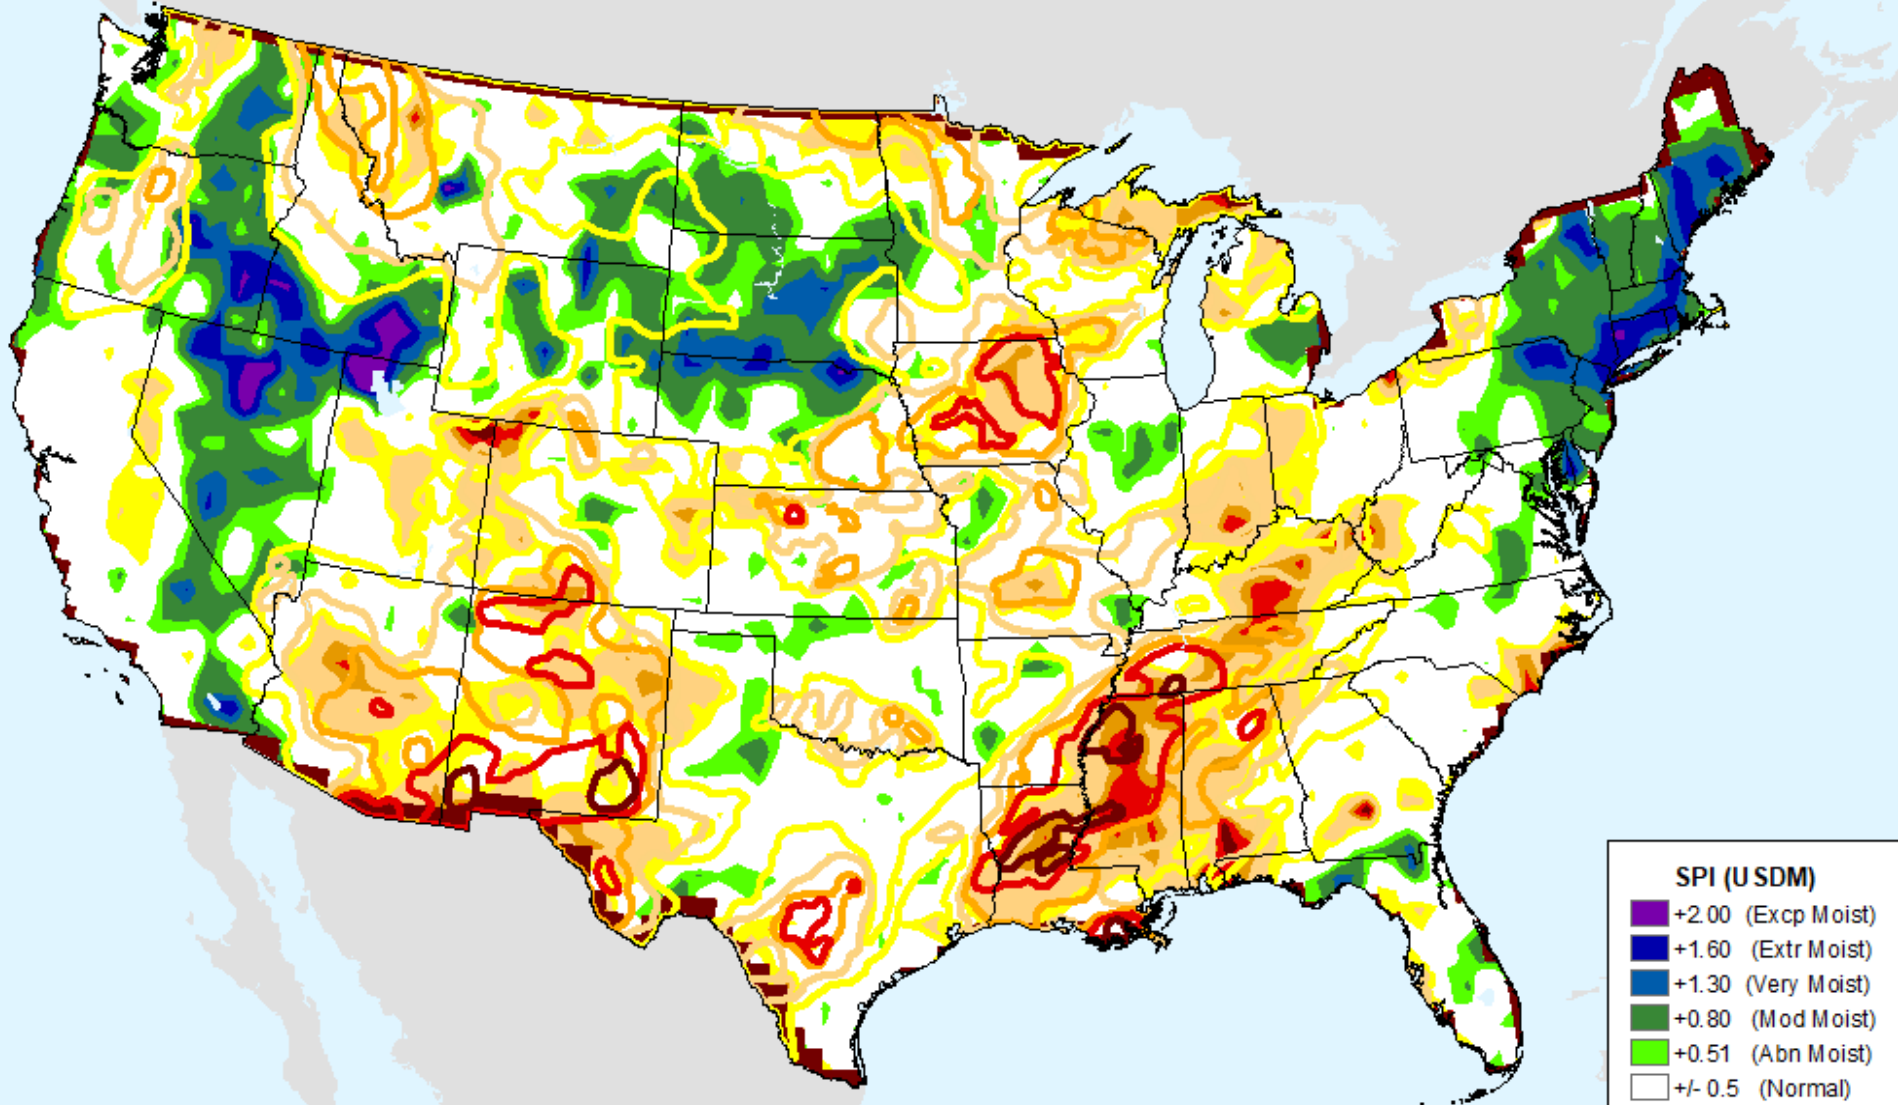 SPI (USDM)
+2.00 (Excp Moist)
+1.60 (Extr Moist)
+1.30 (Very Moist)
+0.80 (Mod Moist)
+0.51 (Abn Moist)
+/- 0.5 (Normal)